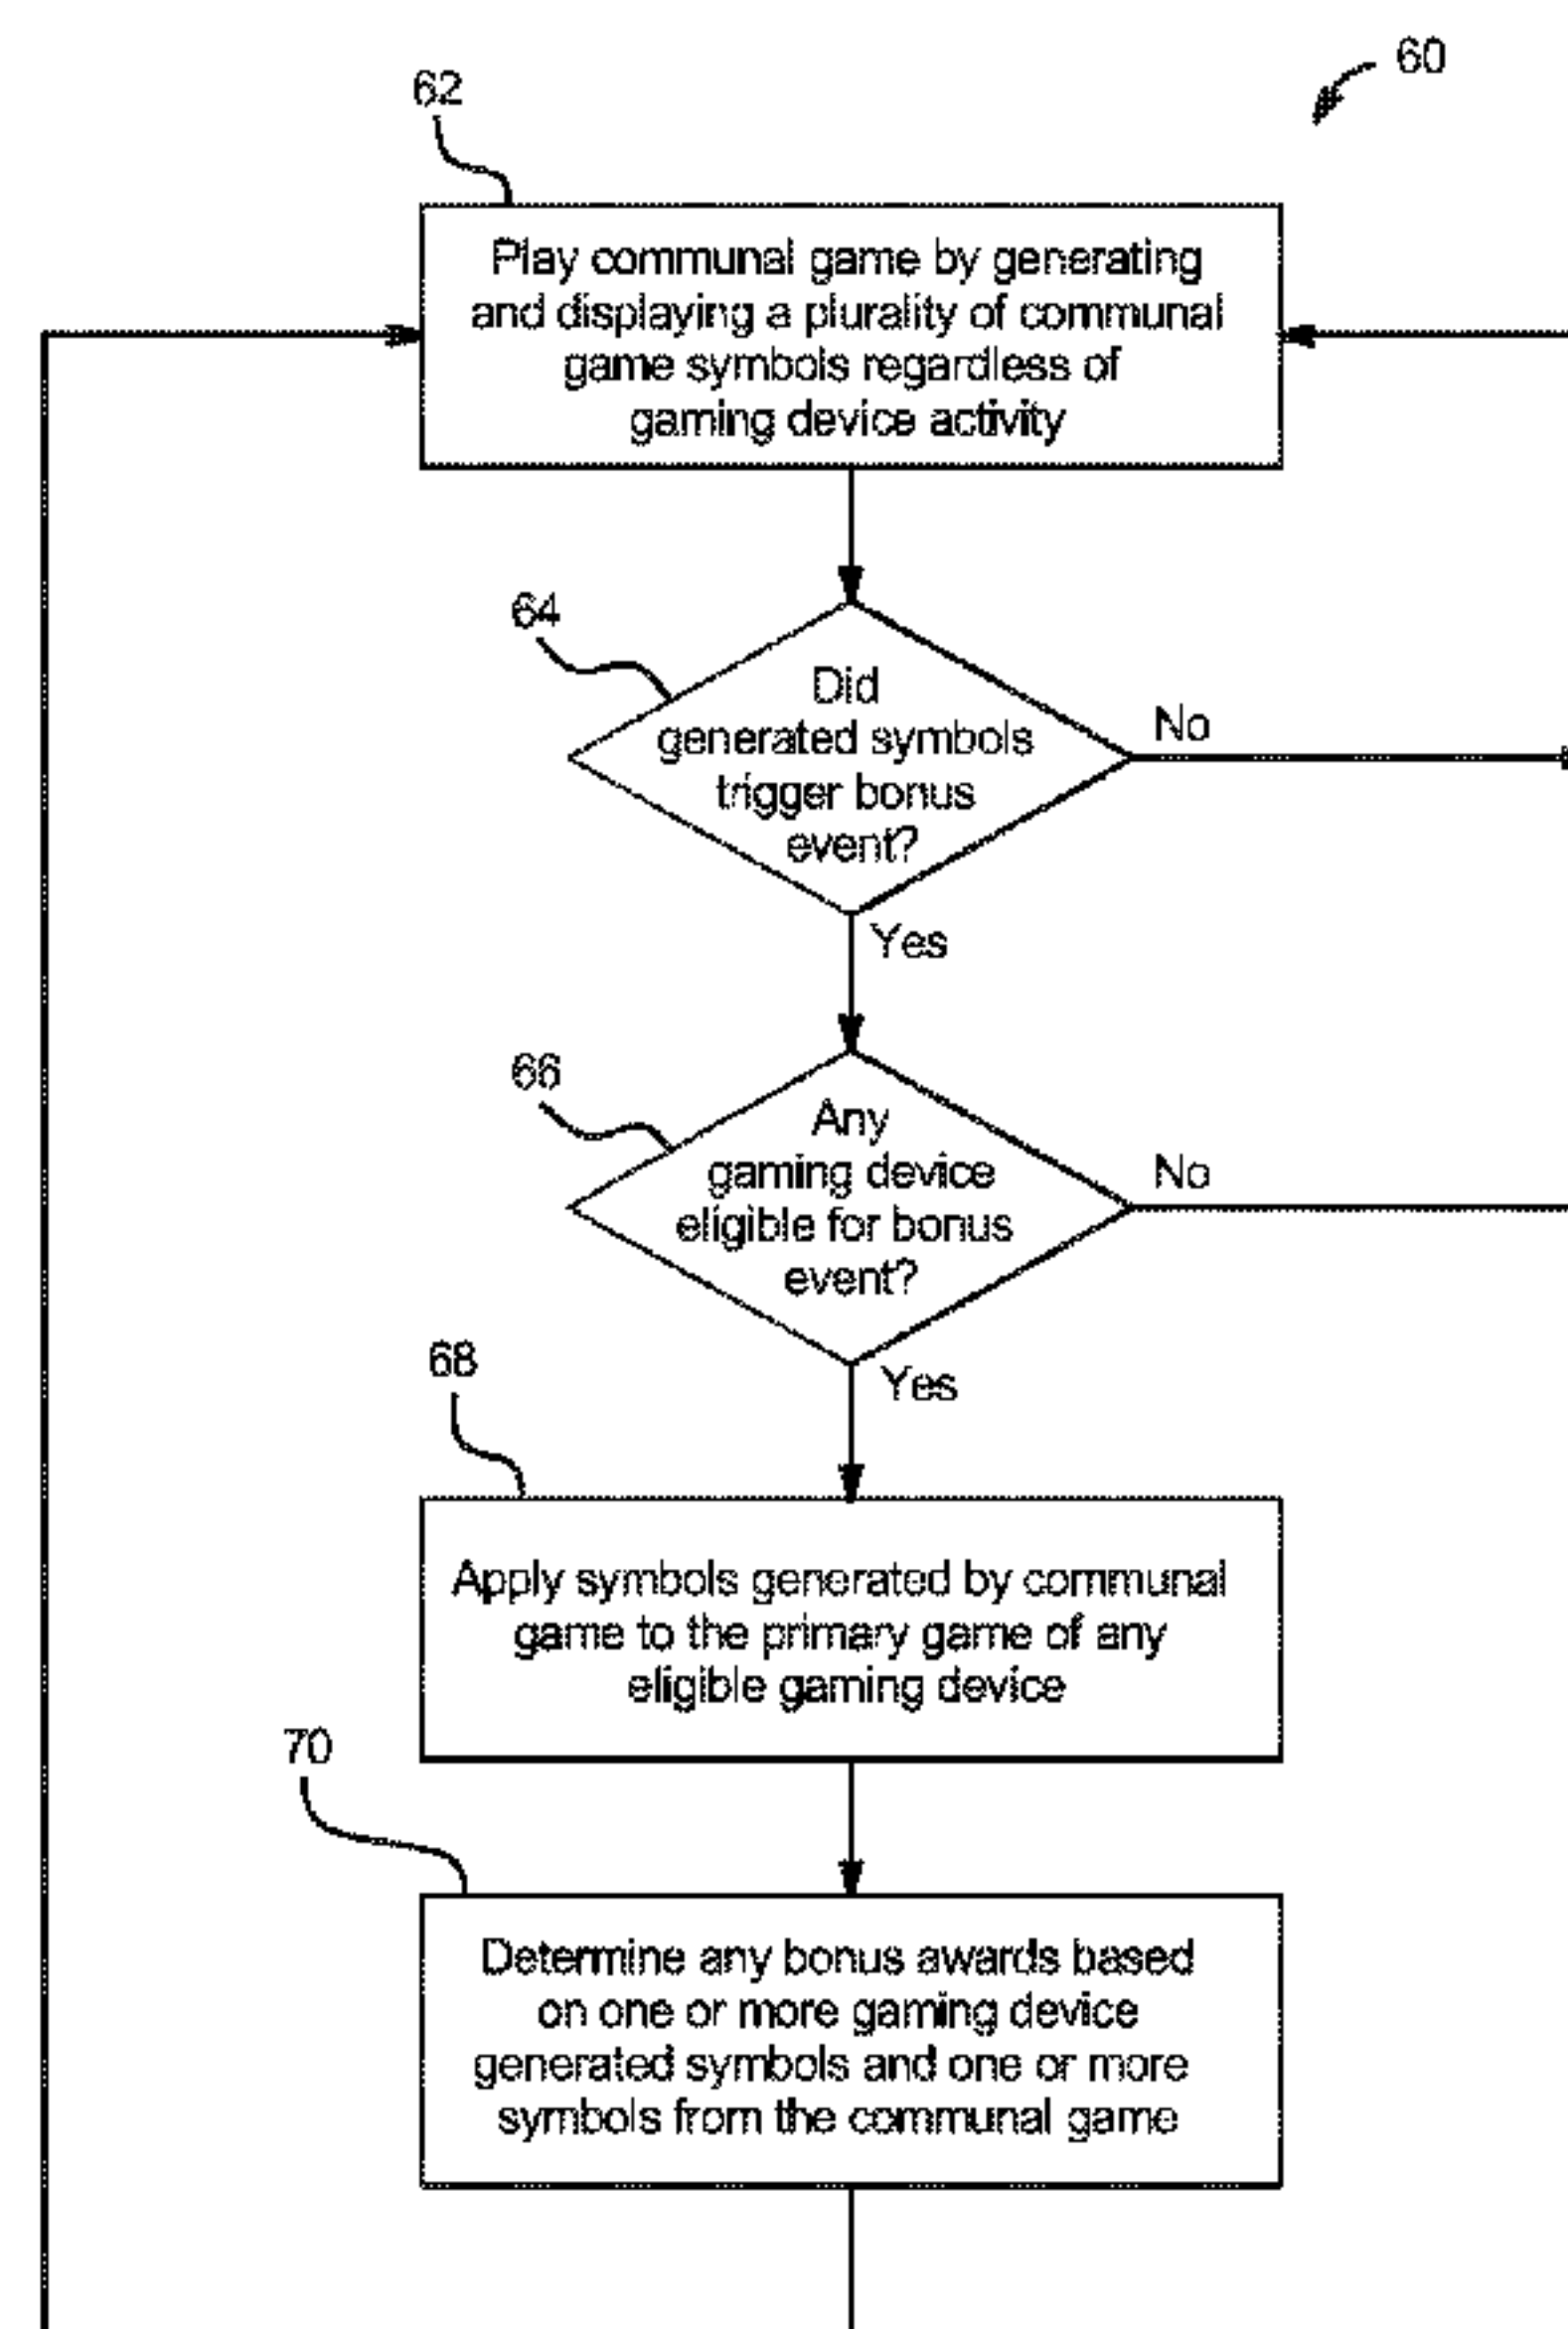 60
62
Play communal game by generating
and displaying a plurality of communal
game symbols regardless of
gaming device activity
64
Did
generated symbols
trigger bonus
event?
No
Yes
66
Any
gaming device
eligible for bonus
event?
No
Yes
68
Apply symbols generated by communal
game to the primary game of any
eligible gaming device
70
Determine any bonus awards based
on one or more gaming device
generated symbols and one or more
symbols from the communal game